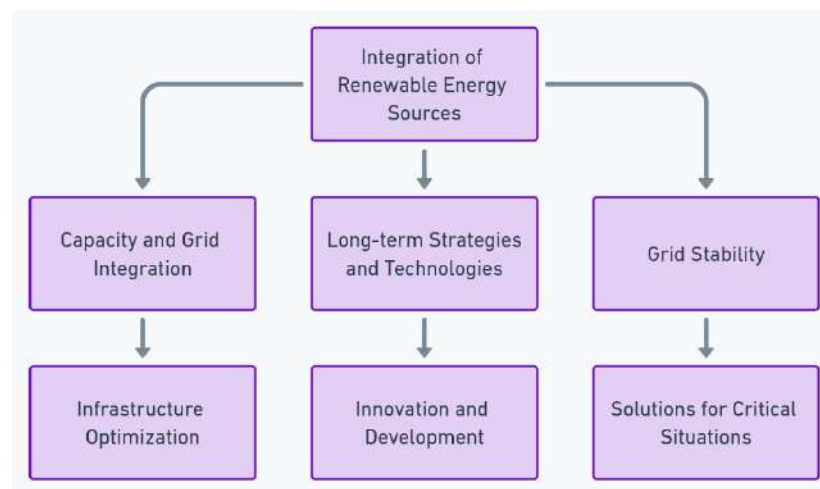 Integration of
Renewable Energy
Sources
Capacity and Grid
Integration
Long-term Strategies
and Technologies
Grid Stability
Infrastructure
Optimization
Innovation and
Development
Solutions for Critical
Situations